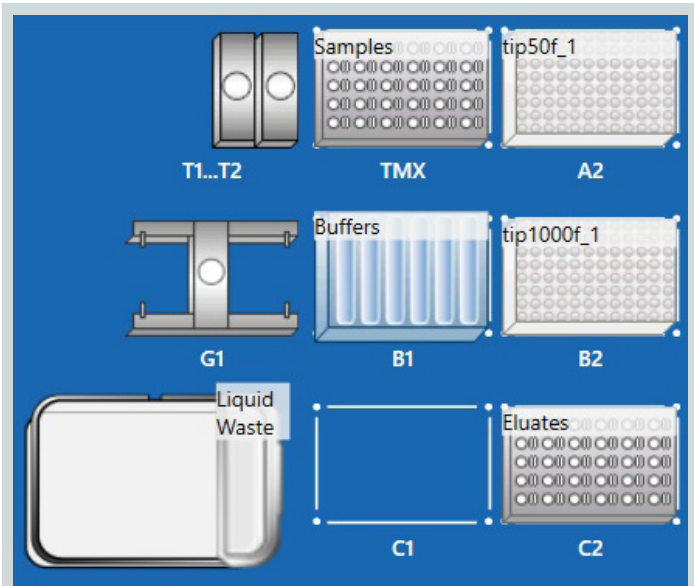 Samples
tip50f_1
T1...T2
TMX
A2
Buffers
tip1000f_1
G1
B1
B2
Liquid
Waste
Eluates
C1
C2